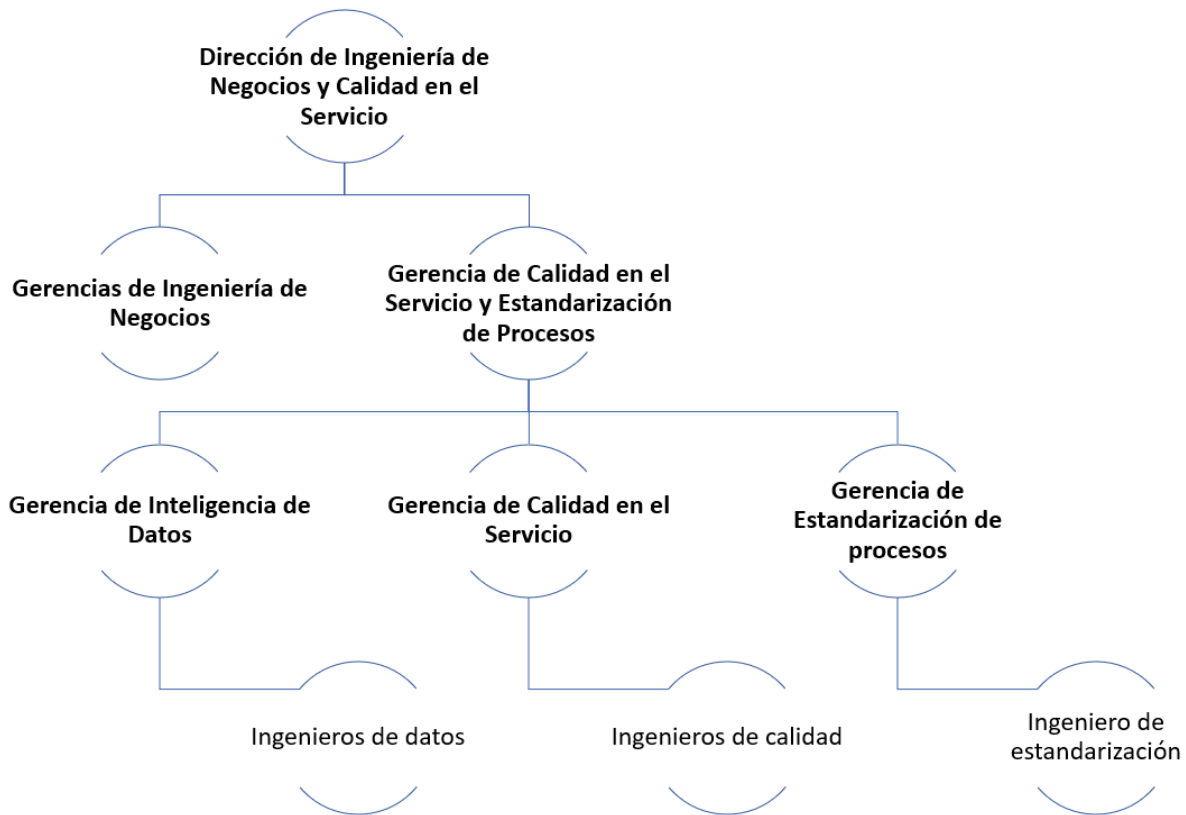 Dirección de Ingeniería de
Negocios y Calidad en el
Servicio
Gerencias de Ingeniería de
Negocios
Gerencia de Calidad en el
Servicio y Estandarización
de Procesos
Gerencia de Inteligencia de
Datos
Gerencia de Calidad en el
Servicio
Gerencia de
Estandarización de
procesos
Ingenieros de datos
Ingenieros de calidad
Ingeniero de
estandarización